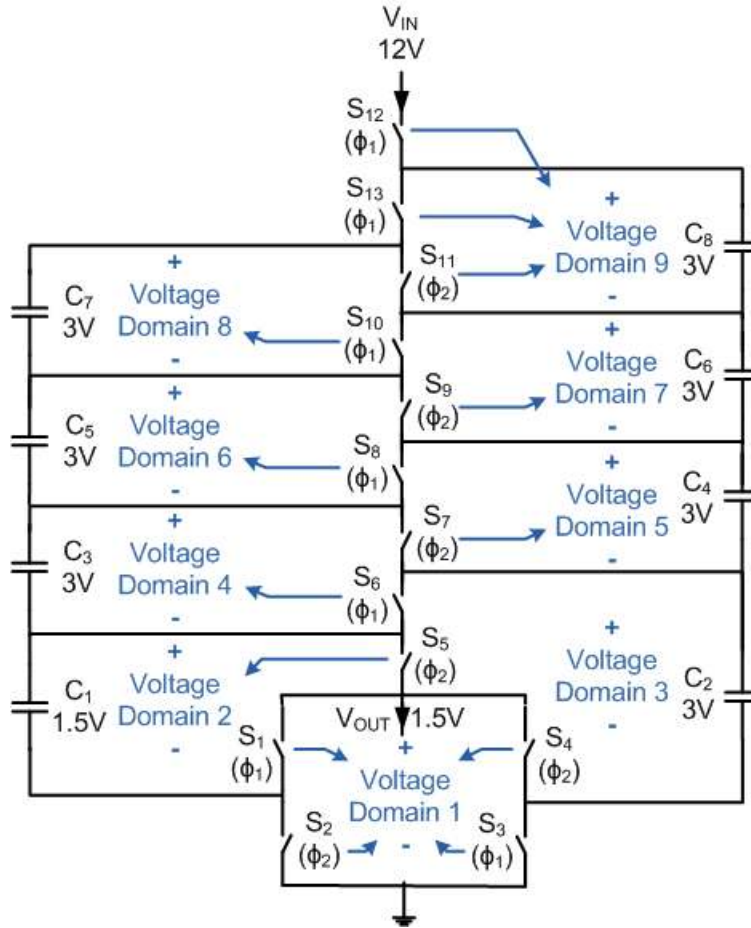 V_IN
12V
S₁₂
(ϕ₁)
S₁₃
(ϕ₁)
+
Voltage
Domain 9
-
C₈
3V
S₁₁
(ϕ₂)
+
Voltage
Domain 8
-
C₇
3V
S₁₀
(ϕ₁)
+
Voltage
Domain 7
-
C₆
3V
S₉
(ϕ₂)
+
Voltage
Domain 6
-
C₅
3V
S₈
(ϕ₁)
+
Voltage
Domain 5
-
C₄
3V
S₇
(ϕ₂)
+
Voltage
Domain 4
-
C₃
3V
S₆
(ϕ₁)
+
Voltage
Domain 3
-
C₂
3V
S₅
(ϕ₂)
+
Voltage
Domain 2
-
C₁
1.5V
V_OUT 1.5V
S₁
(ϕ₁)
S₄
(ϕ₂)
+
Voltage
Domain 1
-
S₂
(ϕ₂)
S₃
(ϕ₁)